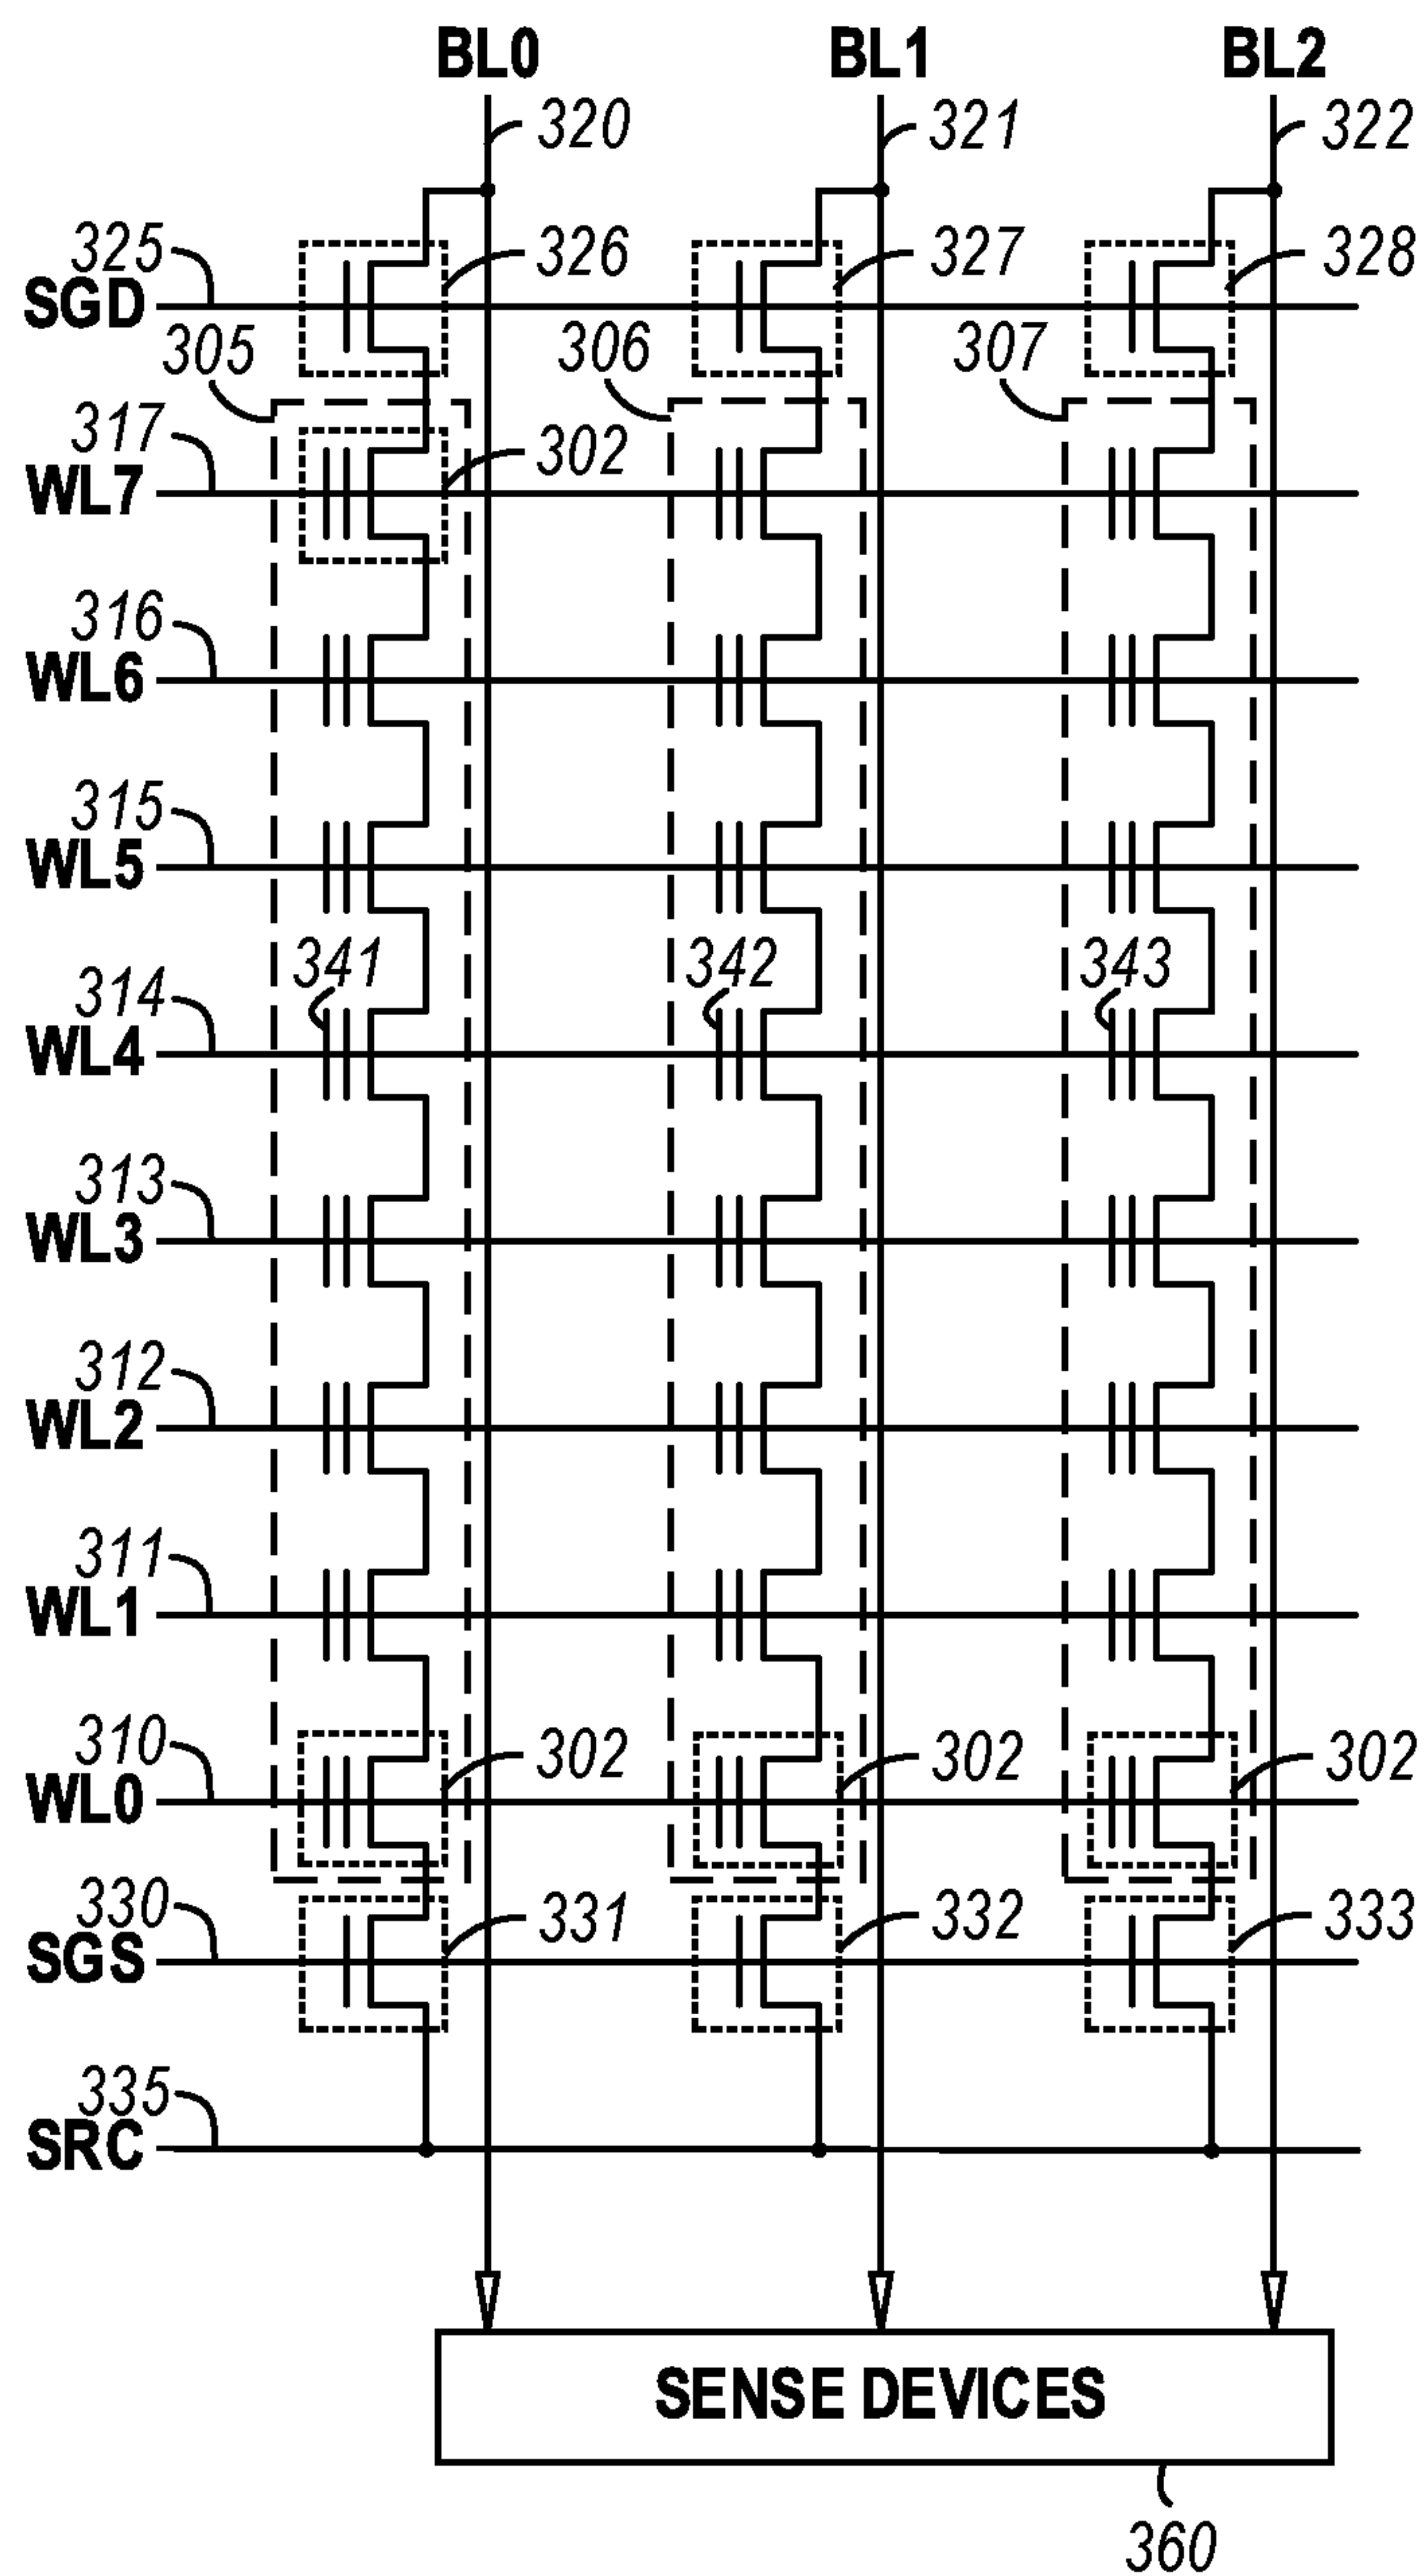 BL0 BL1 BL2
320 321 322
325 326 327 328
SGD
305 306 307
317 302
WL7
316
WL6
315
WL5
341 342 343
314
WL4
313
WL3
312
WL2
311
WL1
310 302 302 302
WL0
330 331 332 333
SGS
335
SRC
SENSE DEVICES
360